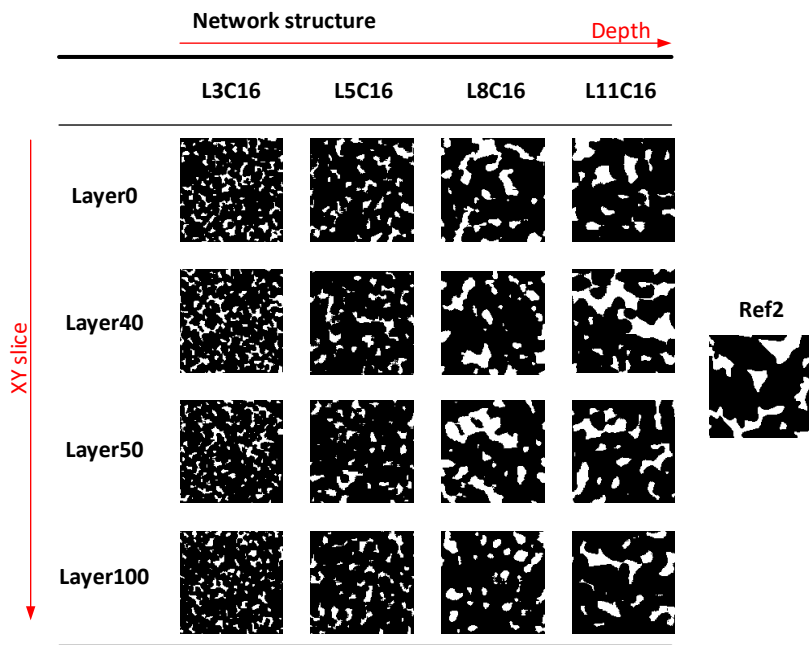 Network structure
Depth
L3C16 L5C16 L8C16 L11C16
Layer0
Layer40
Layer50
Layer100
XY slice
Ref2